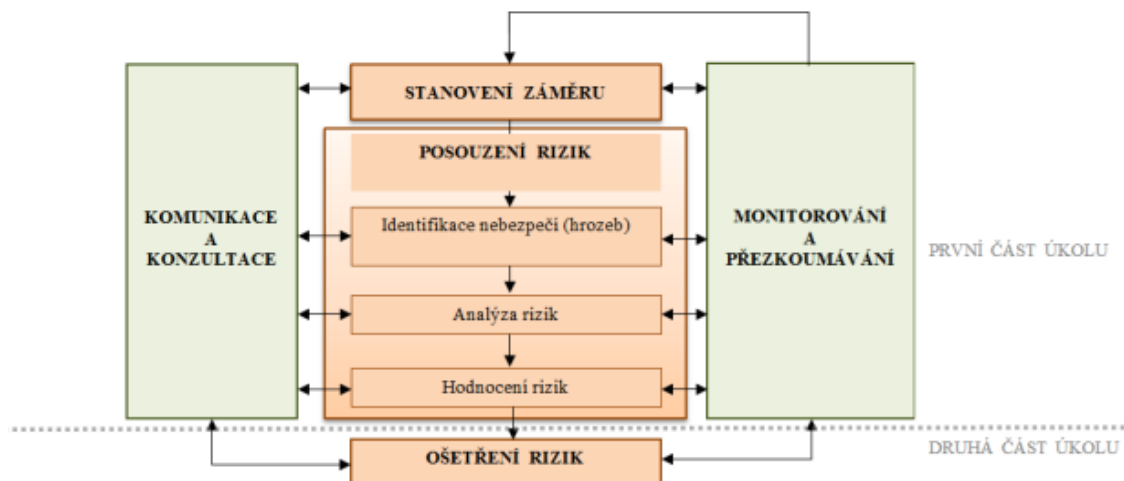 STANOVENÍ ZÁMĚRU
POSOUZENÍ RIZIK
KOMUNIKACE
A
KONZULTACE
Identifikace nebezpečí (hrozeb)
Analýza rizik
Hodnocení rizik
MONITOROVÁNÍ
A
PŘEZKOUMÁVÁNÍ
PRVNÍ ČÁST ÚKOLU
OŠETŘENÍ RIZIK
DRUHÁ ČÁST ÚKOLU